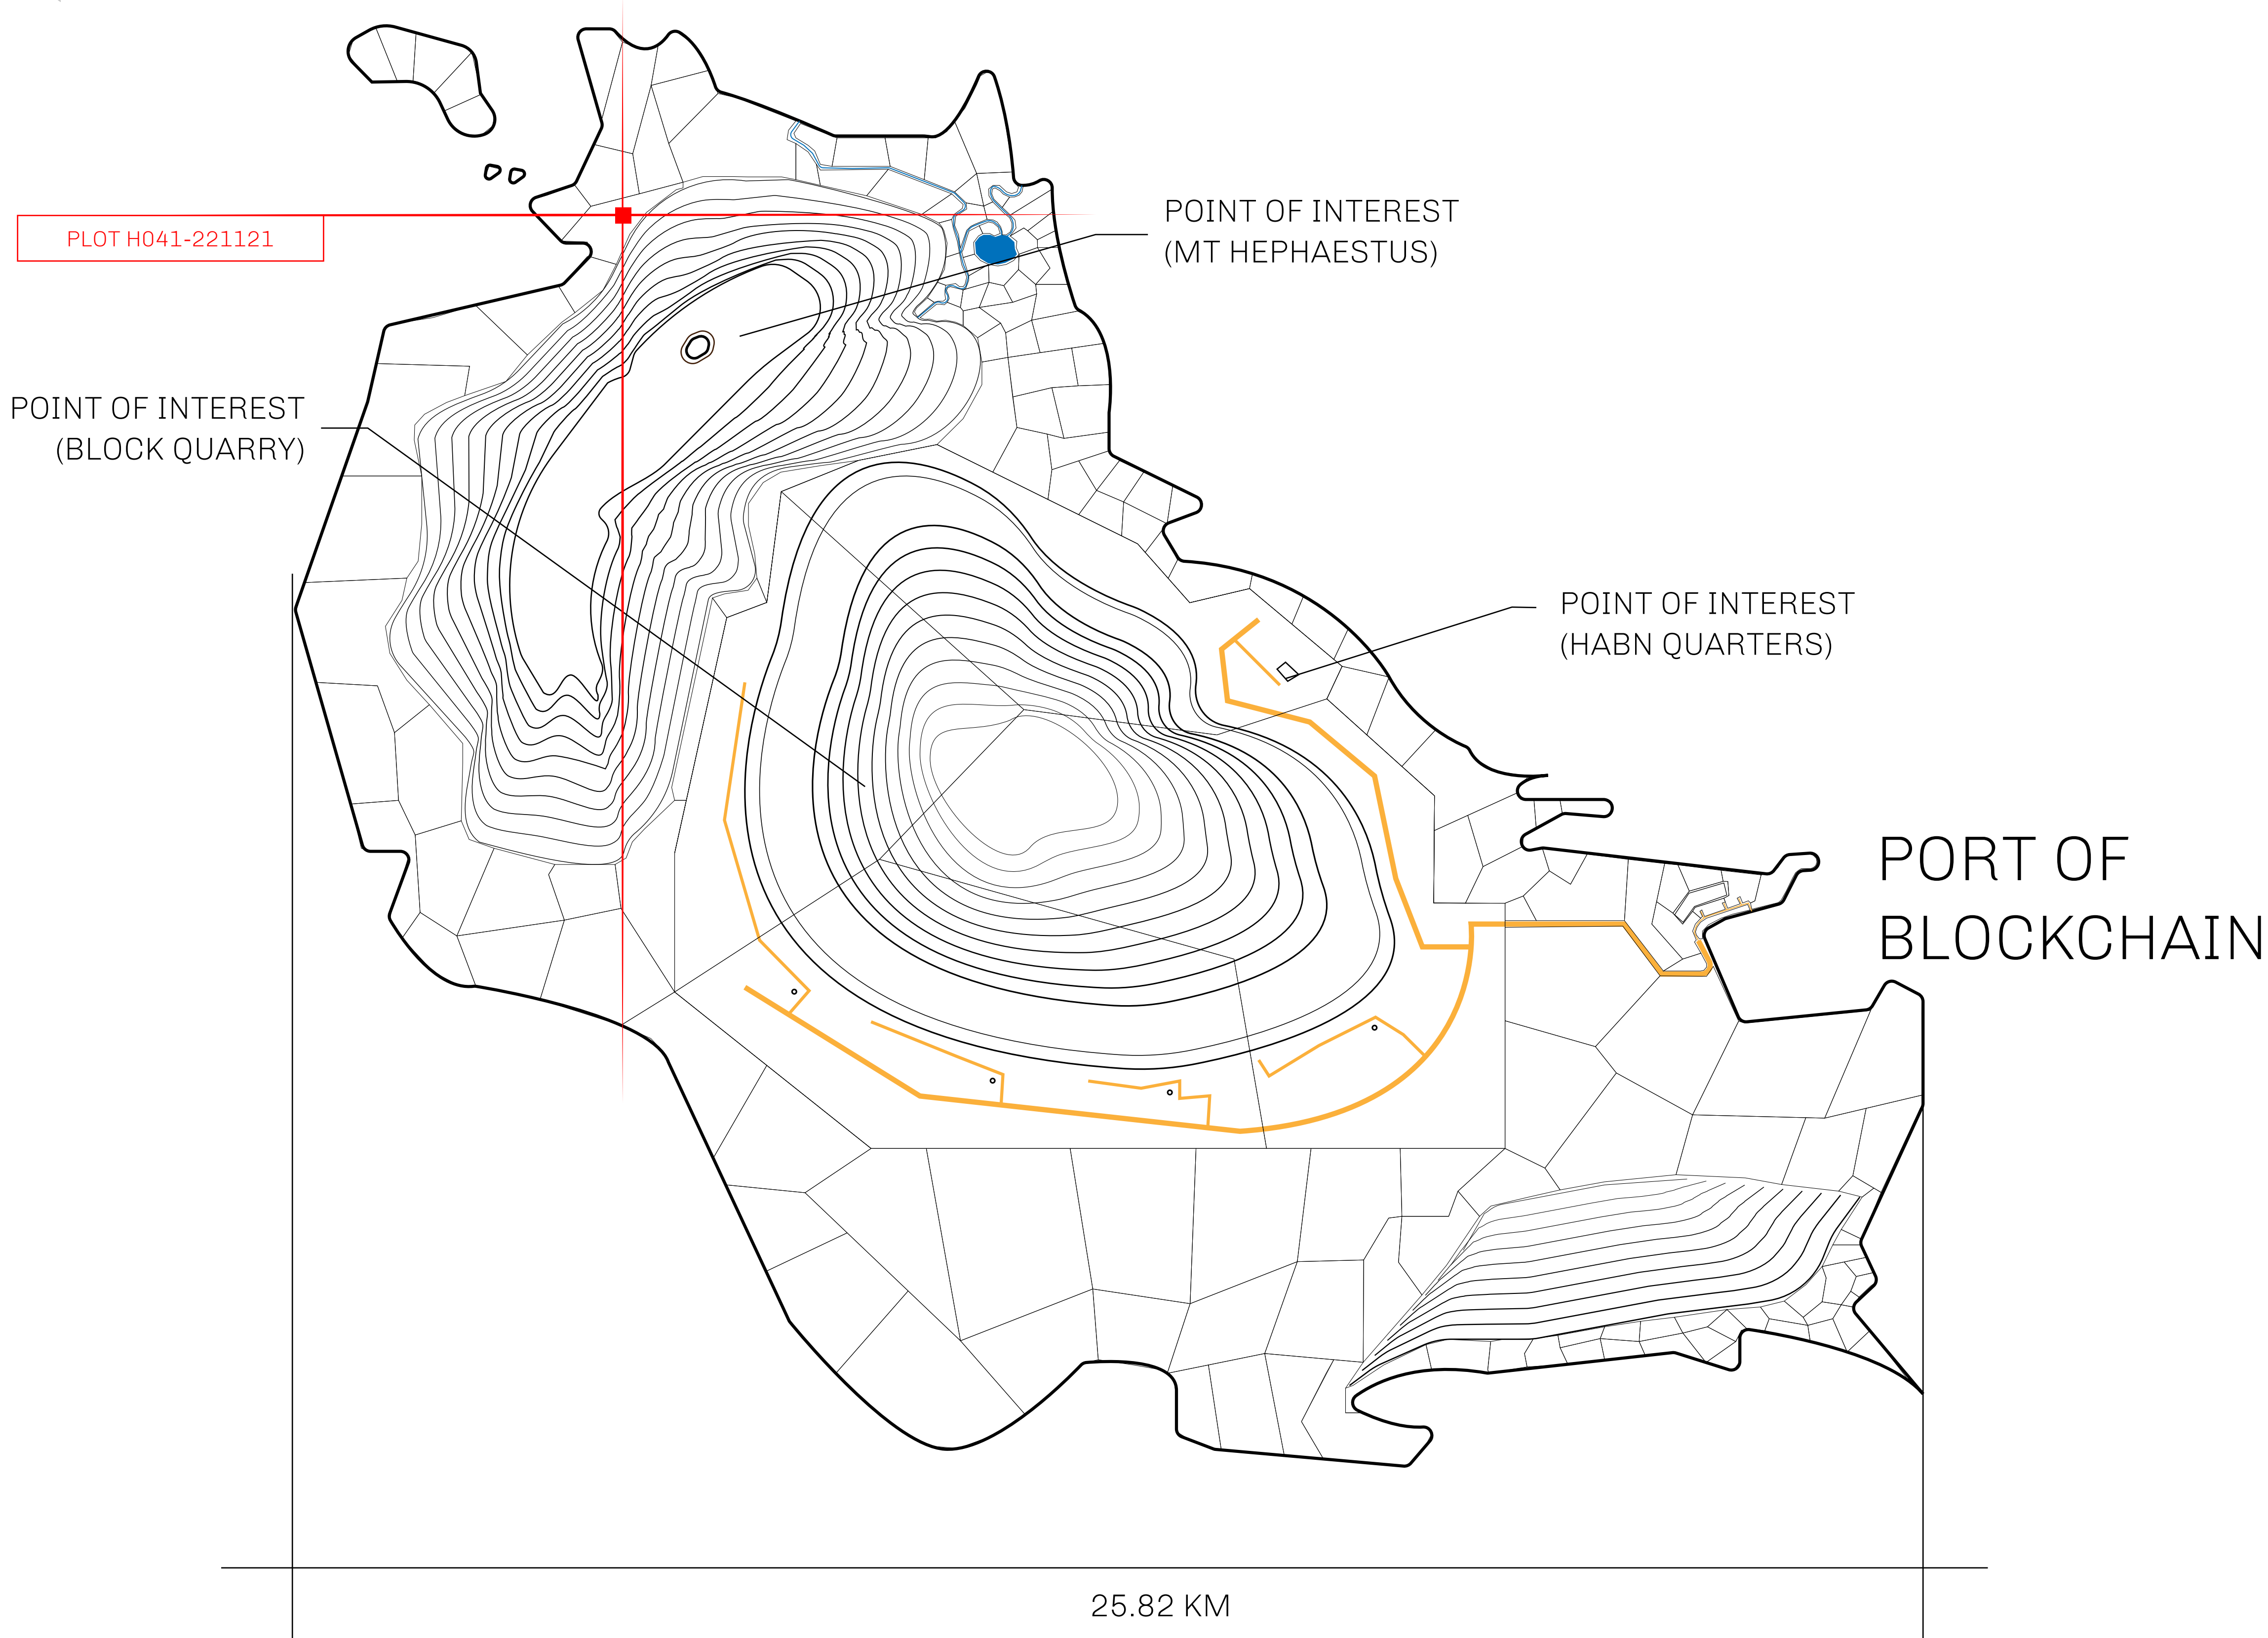 POINT OF INTEREST
(MT HEPHAESTUS)
PLOT H041-221121
POINT OF INTEREST
(BLOCK QUARRY)
POINT OF INTEREST
(HABN QUARTERS)
PORT OF
BLOCKCHAIN
25.82 KM